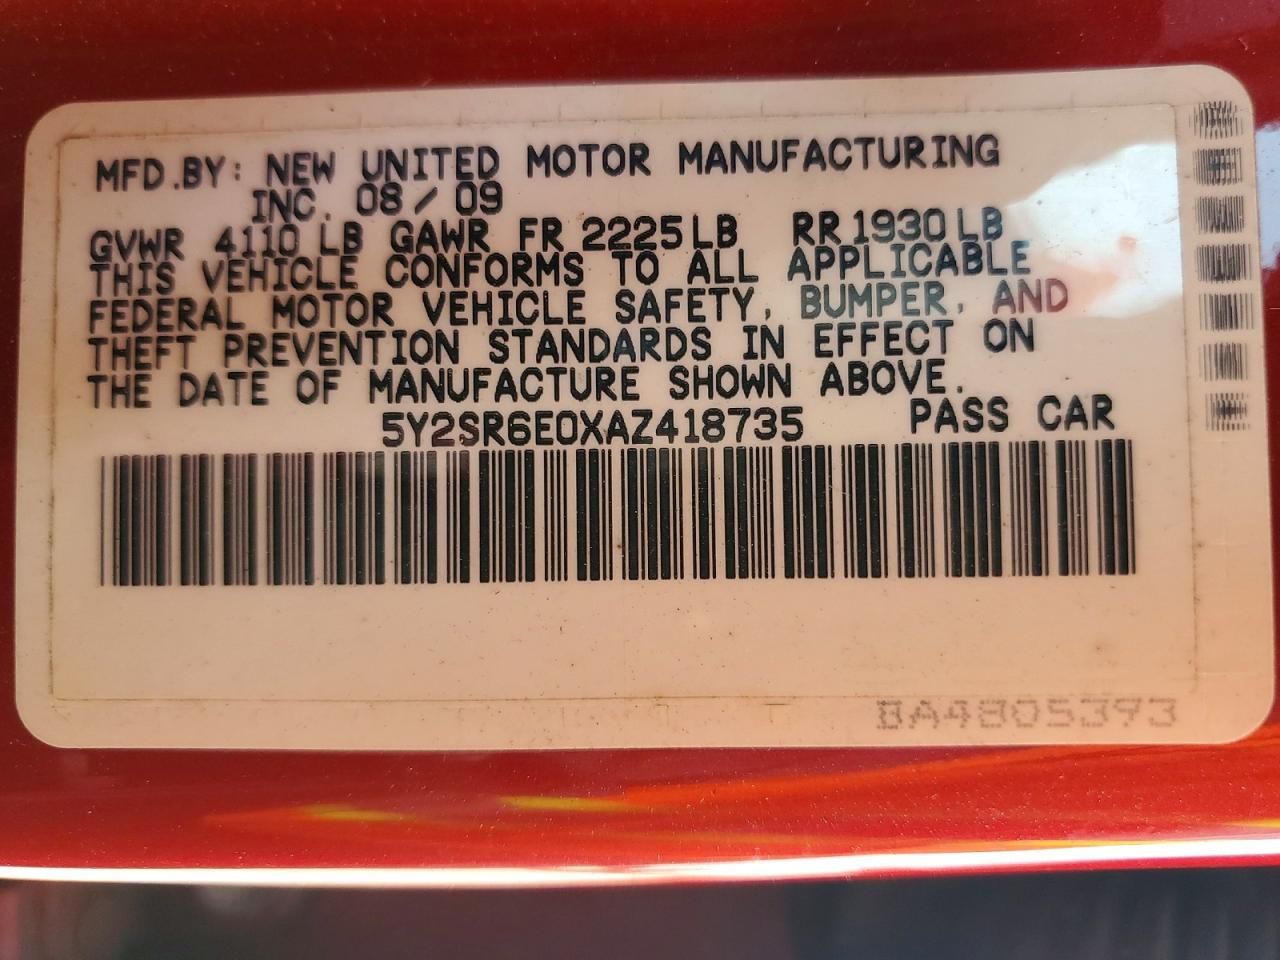 MFD.BY: NEW UNITED MOTOR MANUFACTURING
INC. 08/09
GVWR 4110 LB GAWR FR 2225 LB RR 1930 LB
THIS VEHICLE CONFORMS TO ALL APPLICABLE
FEDERAL MOTOR VEHICLE SAFETY, BUMPER, AND
THEFT PREVENTION STANDARDS IN EFFECT ON
THE DATE OF MANUFACTURE SHOWN ABOVE.
5Y2SR6E0XAZ418735 PASS CAR
BA4805393